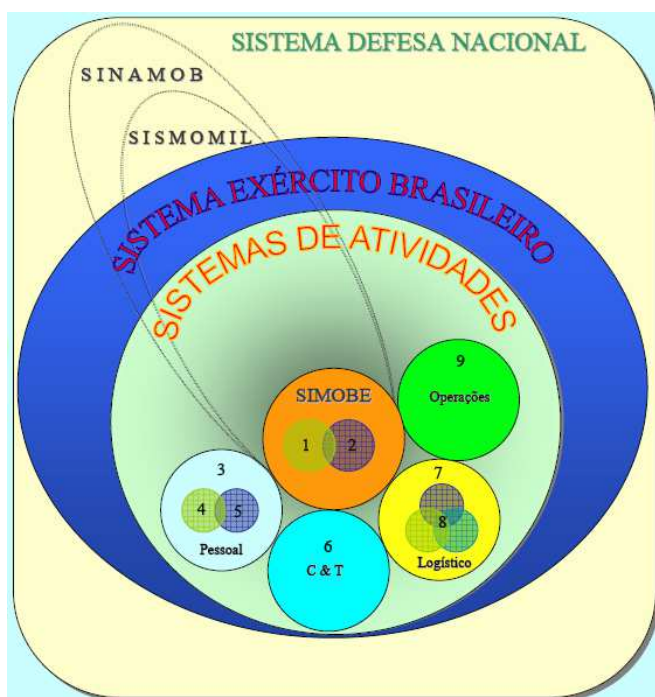 SISTEMA DEFESA NACIONAL
SINAMOB
SISMOMIL
SISTEMA EXÉRCITO BRASILEIRO
SISTEMAS DE ATIVIDADES
9
Operações
SIMOBE
1 2
3
4 5
Pessoal
7
8
Logístico
6
C & T